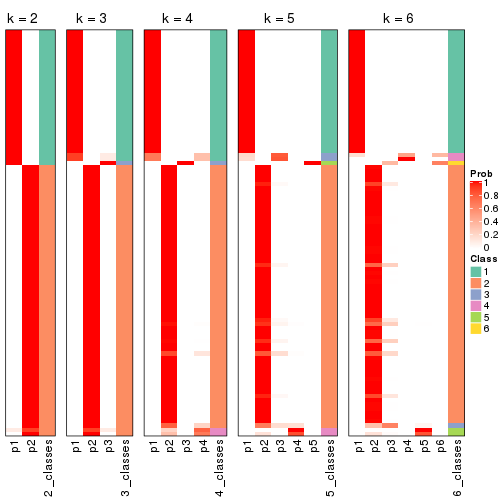 k = 2
k = 3
k = 4
k = 5
k = 6
p1
p2
2_classes
p1
p2
p3
3_classes
p1
p2
p3
p4
4_classes
p1
p2
p3
p4
p5
5_classes
p1
p2
p3
p4
p5
p6
6_classes
Prob
1
0.8
0.6
0.4
0.2
0
Class
1
2
3
4
5
6